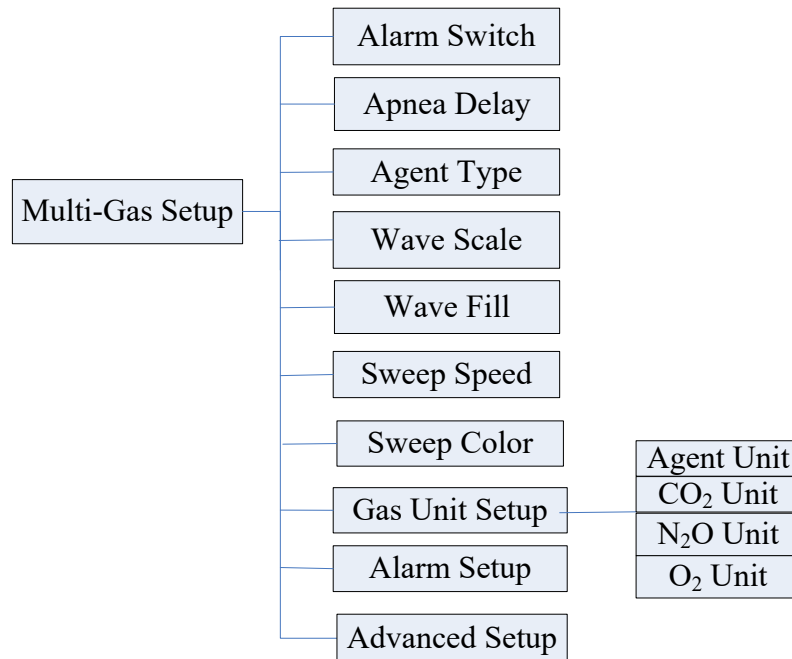 Multi-Gas Setup
Alarm Switch
Apnea Delay
Agent Type
Wave Scale
Wave Fill
Sweep Speed
Sweep Color
Gas Unit Setup
Agent Unit
CO₂ Unit
N₂O Unit
O₂ Unit
Alarm Setup
Advanced Setup